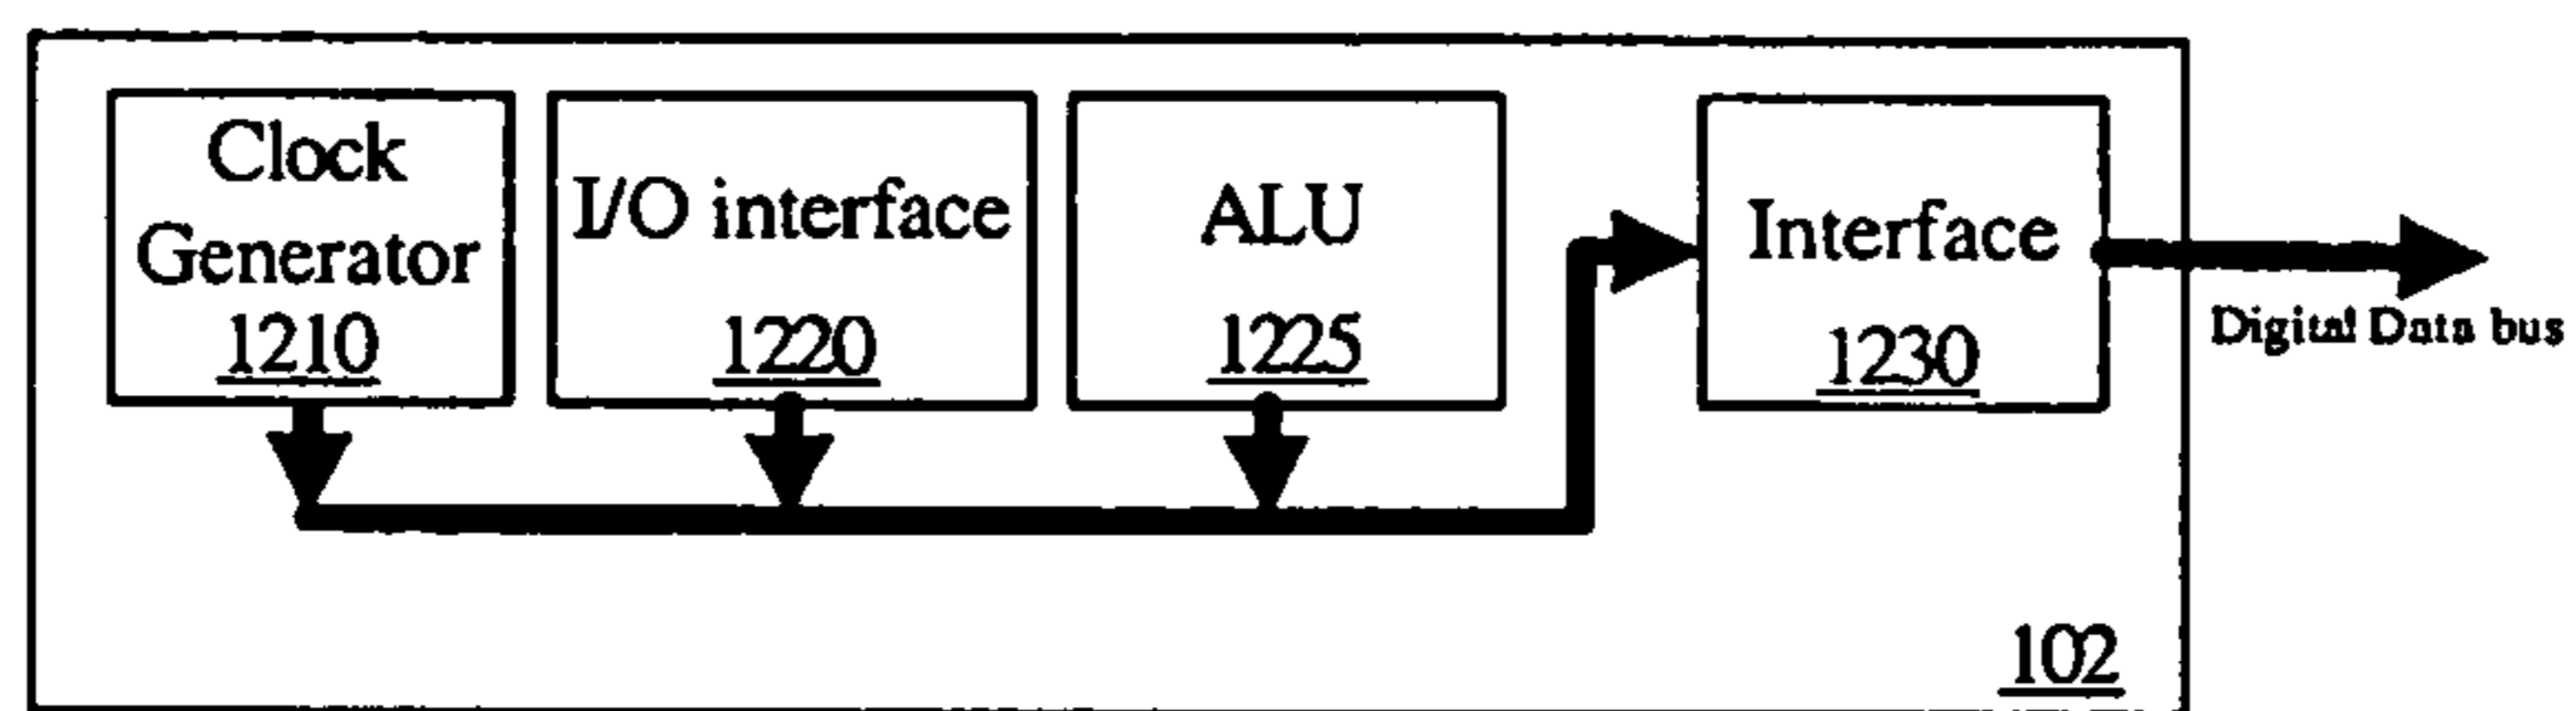 Clock
Generator
1210
I/O interface
1220
ALU
1225
Interface
1230
Digital Data bus
102